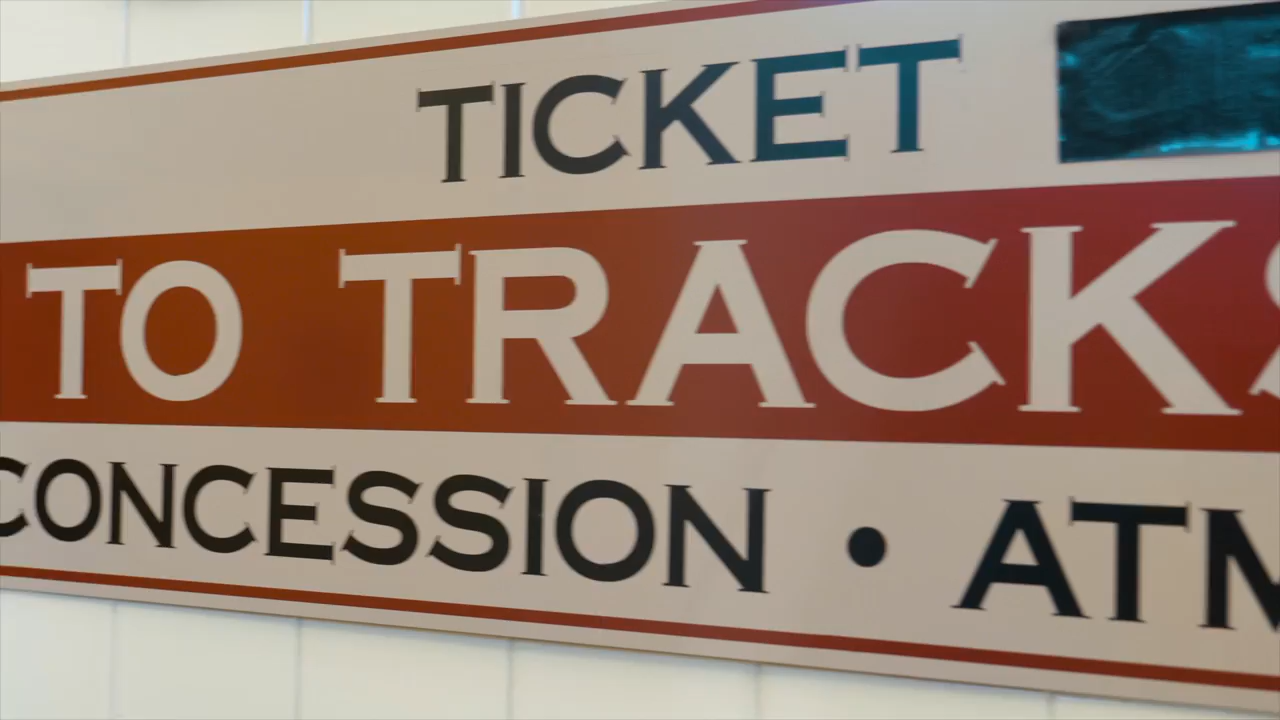 TICKET
TO TRACKS
CONCESSION • ATM